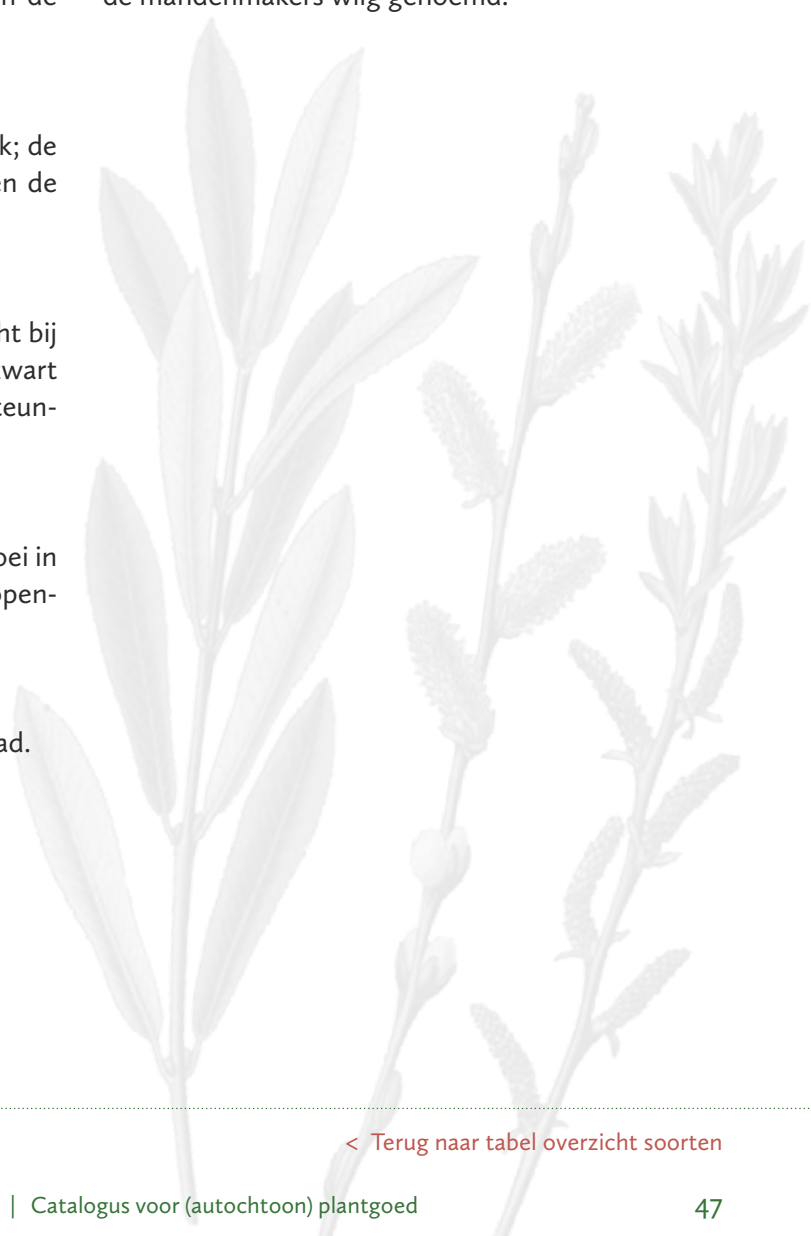 de mandenmakers wilg genoemd.
k; de
en de
ht bij
wart
teun-
oei in
open-
ad.
< Terug naar tabel overzicht soorten
| Catalogus voor (autochtoon) plantgoed 47